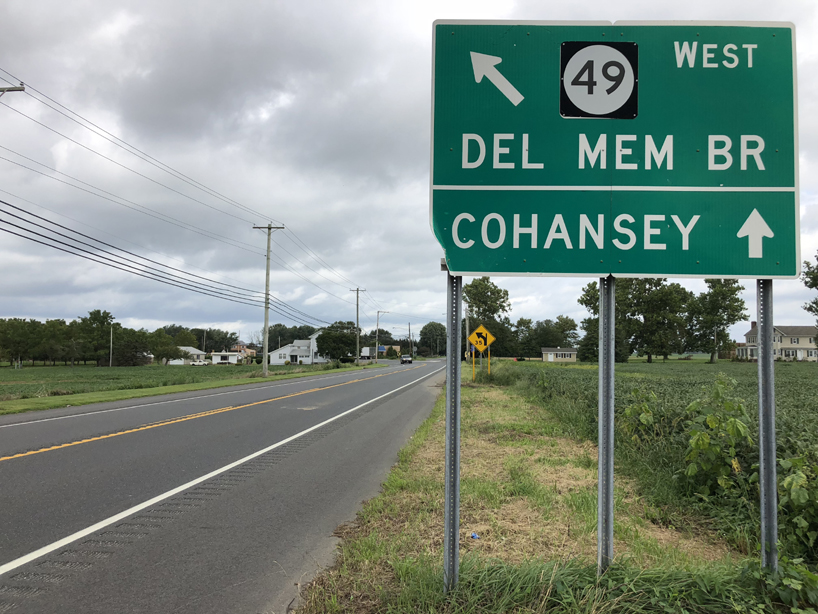 49 WEST
DEL MEM BR
COHANSEY